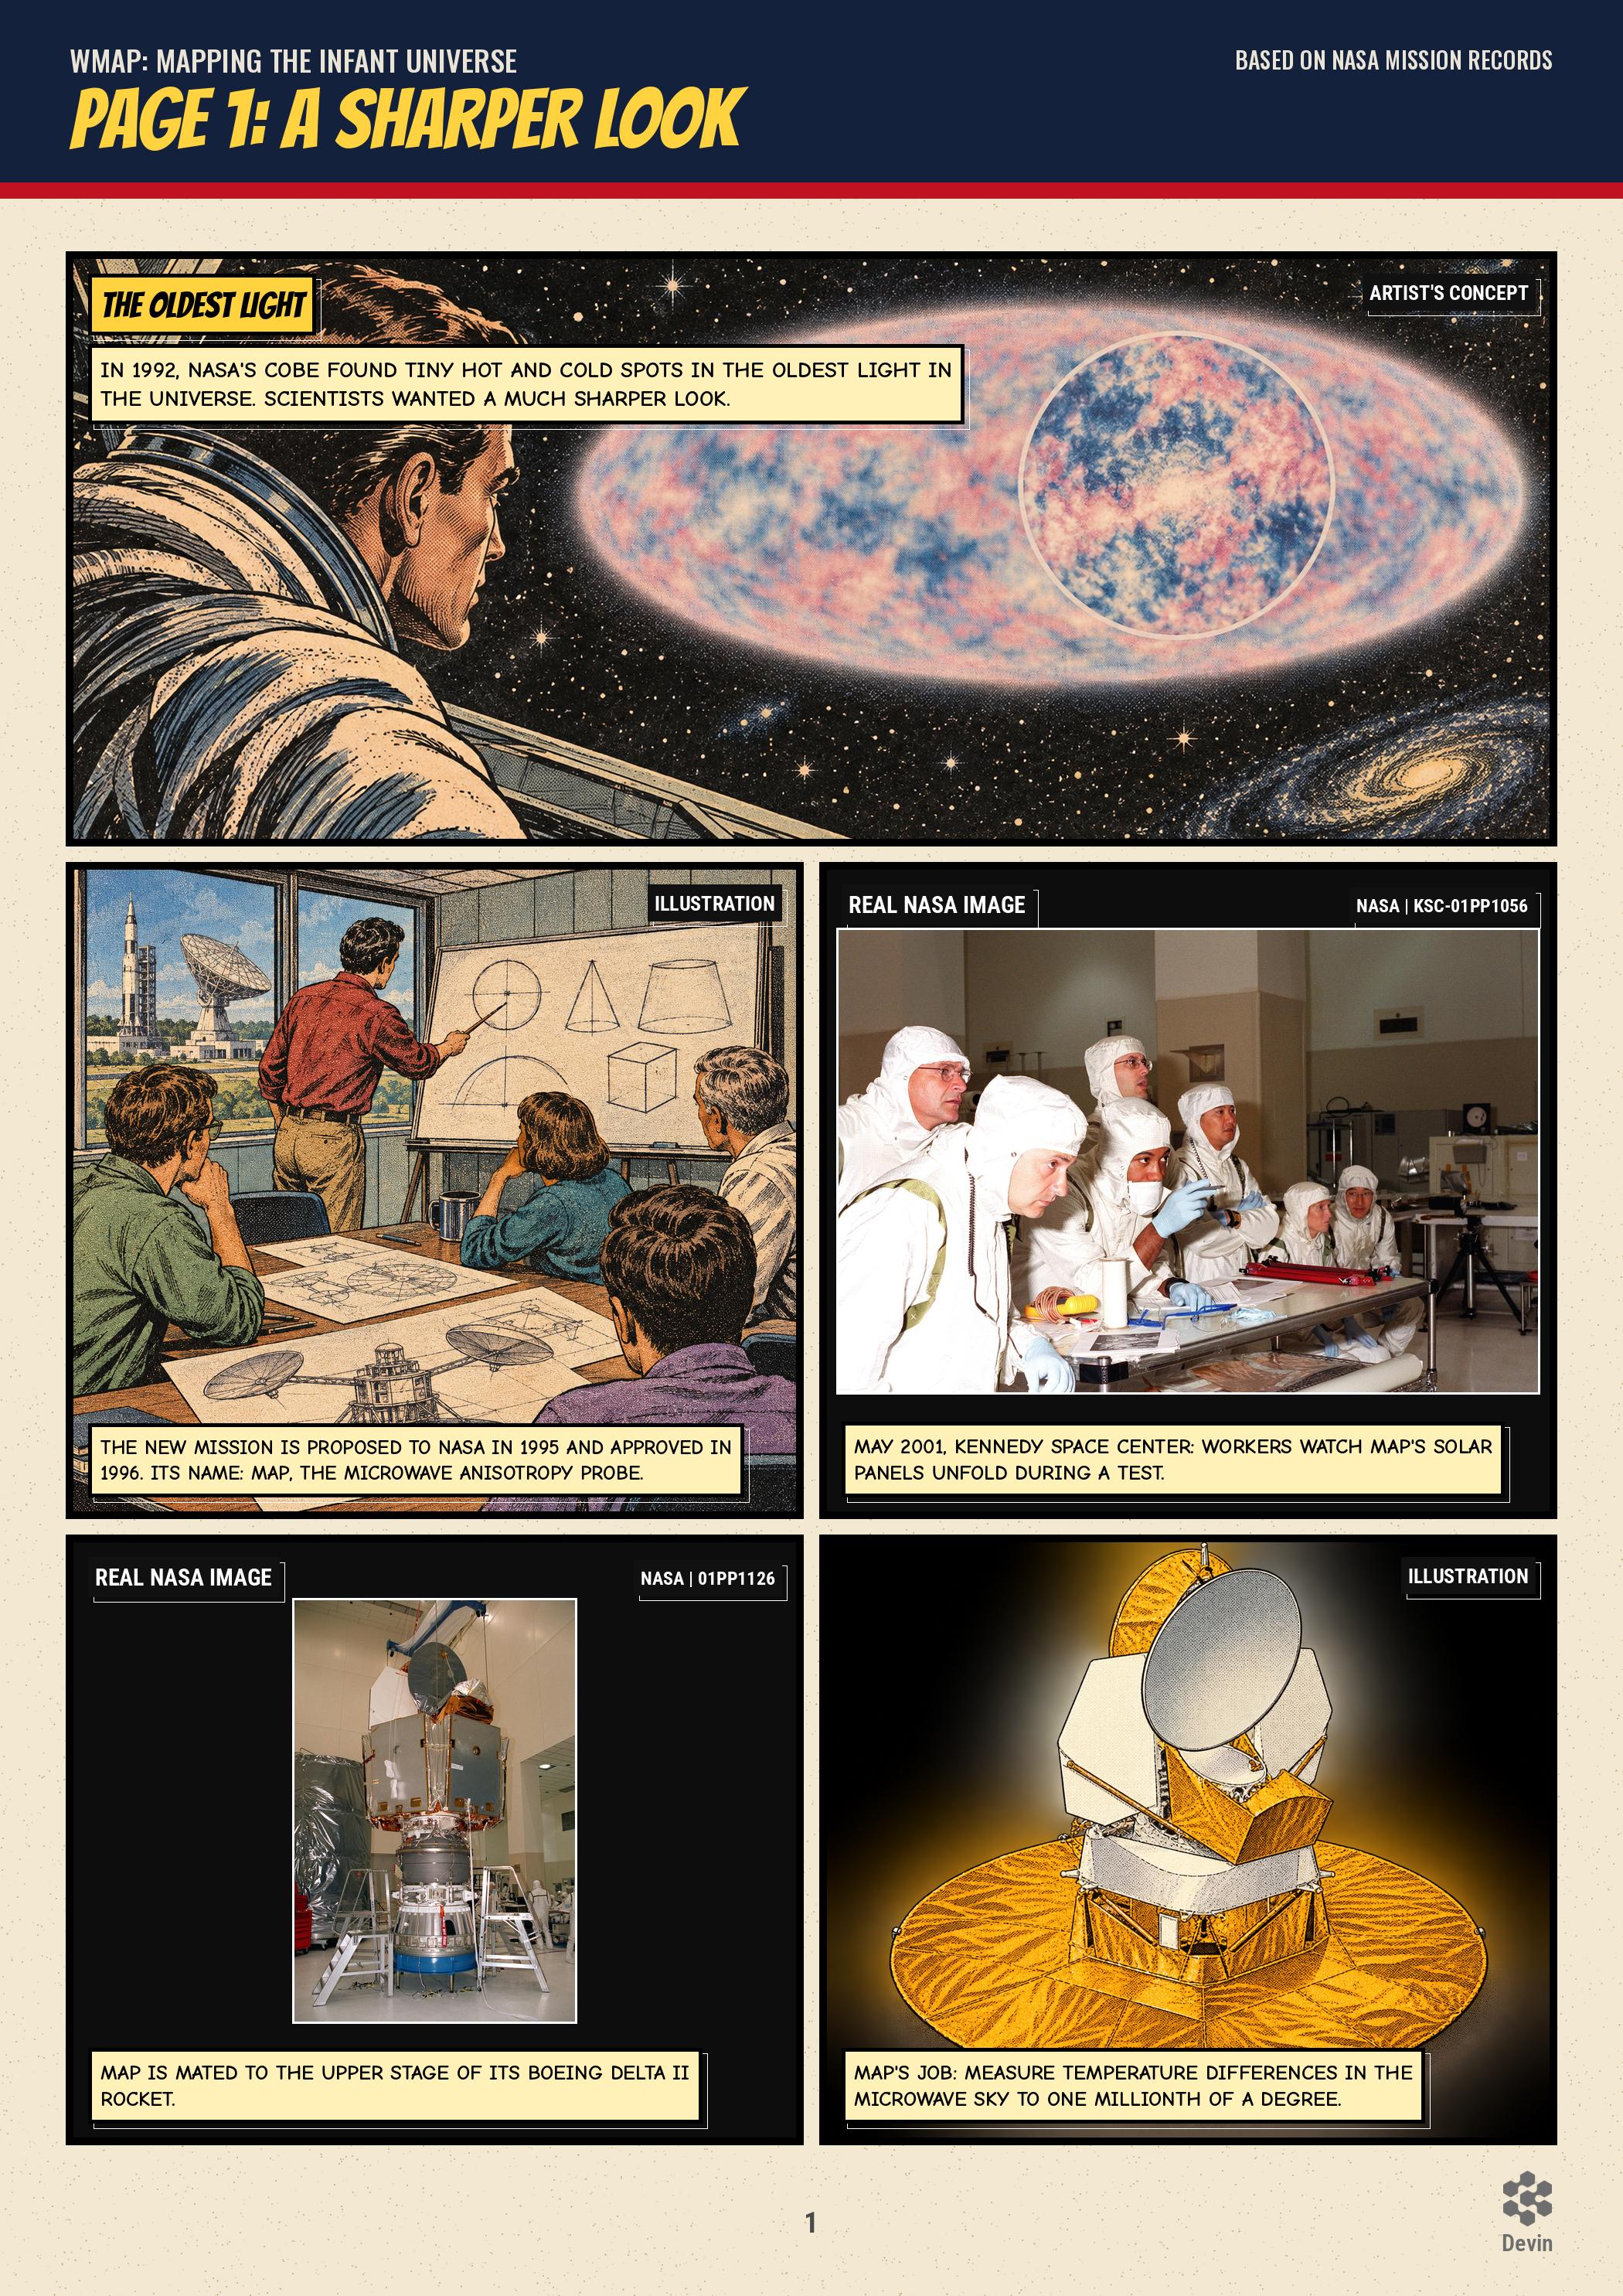 WMAP: MAPPING THE INFANT UNIVERSE
BASED ON NASA MISSION RECORDS
PAGE 1: A SHARPER LOOK
THE OLDEST LIGHT
ARTIST'S CONCEPT
IN 1992, NASA'S COBE FOUND TINY HOT AND COLD SPOTS IN THE OLDEST LIGHT IN
THE UNIVERSE. SCIENTISTS WANTED A MUCH SHARPER LOOK.
ILLUSTRATION
THE NEW MISSION IS PROPOSED TO NASA IN 1995 AND APPROVED IN
1996. ITS NAME: MAP, THE MICROWAVE ANISOTROPY PROBE.
REAL NASA IMAGE
NASA | KSC-01PP1056
MAY 2001, KENNEDY SPACE CENTER: WORKERS WATCH MAP'S SOLAR
PANELS UNFOLD DURING A TEST.
REAL NASA IMAGE
NASA | 01PP1126
MAP IS MATED TO THE UPPER STAGE OF ITS BOEING DELTA II
ROCKET.
ILLUSTRATION
MAP'S JOB: MEASURE TEMPERATURE DIFFERENCES IN THE
MICROWAVE SKY TO ONE MILLIONTH OF A DEGREE.
1
Devin